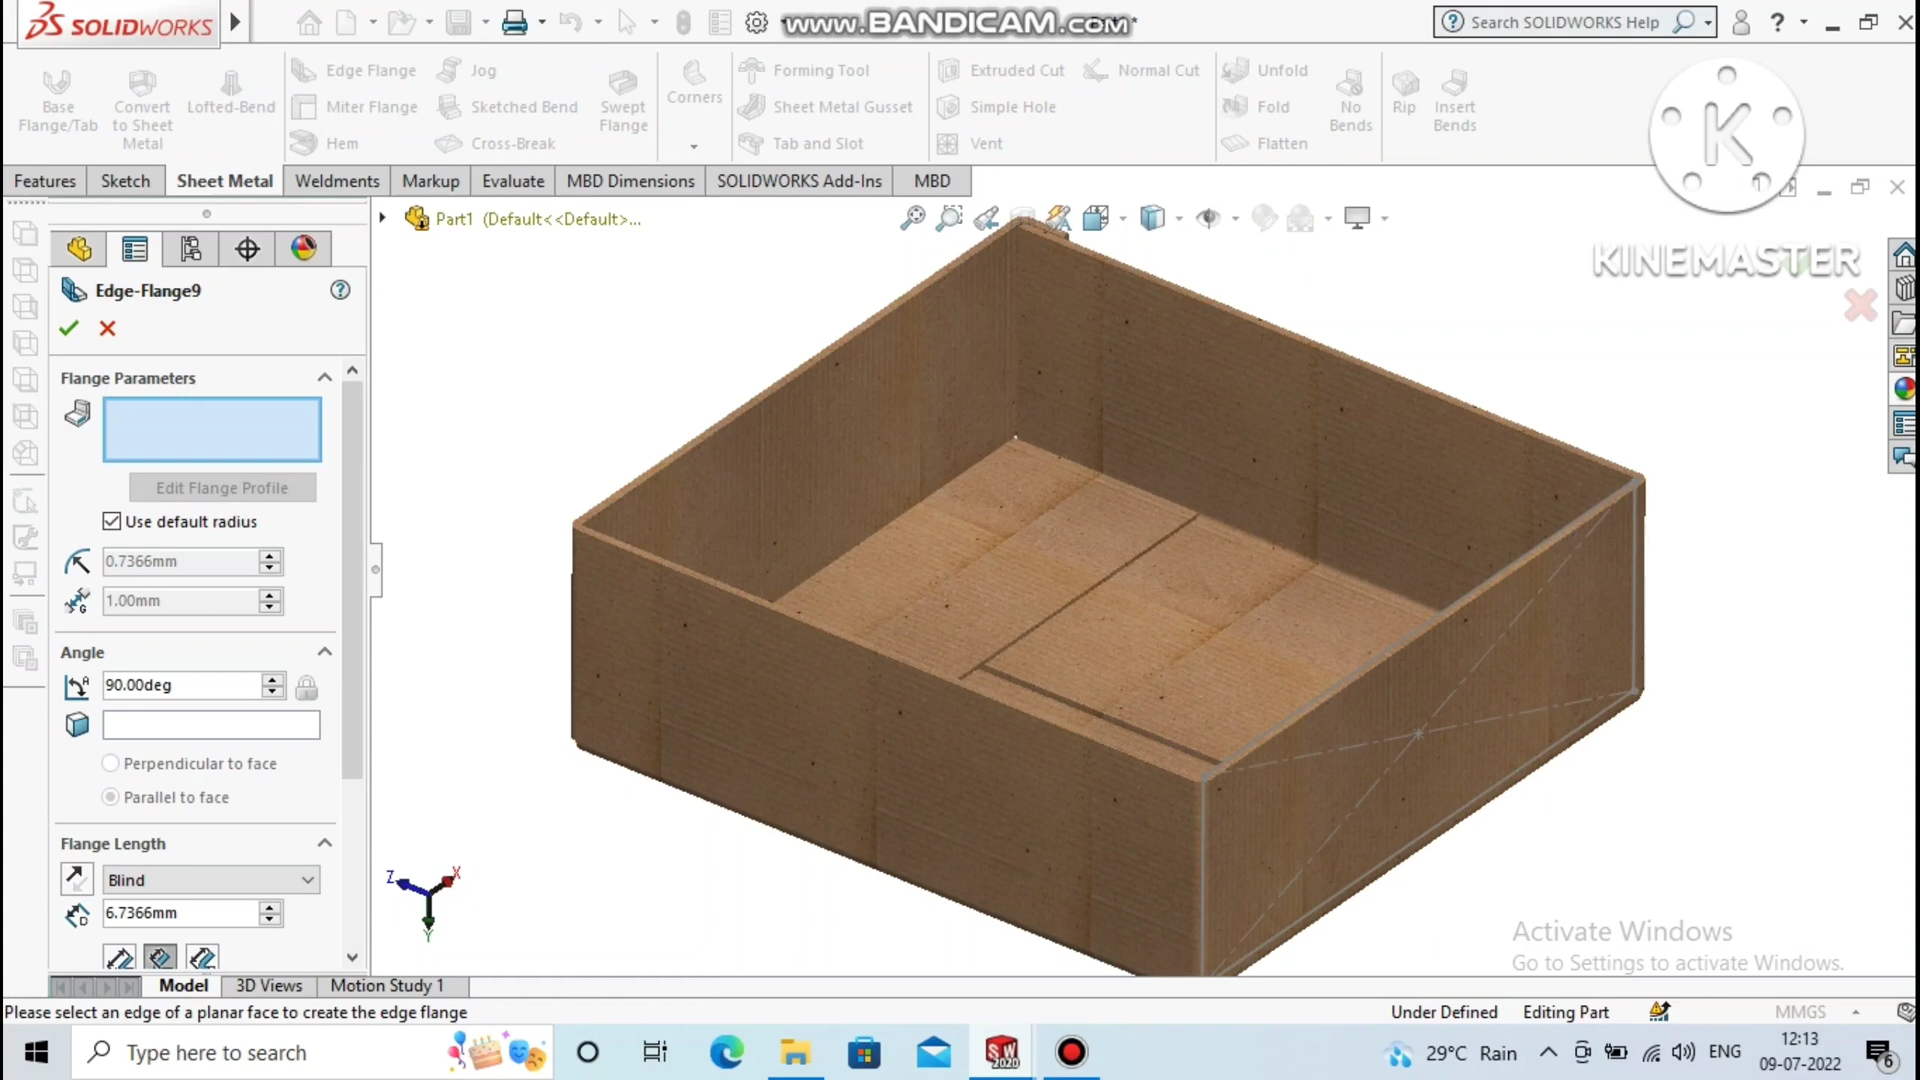 SOLIDWORKS
www.BANDICAM.com
Search SOLIDWORKS Help
Base Flange/Tab
Convert to Sheet Metal
Lofted-Bend
Edge Flange
Miter Flange
Hem
Jog
Sketched Bend
Cross-Break
Swept Flange
Corners
Forming Tool
Sheet Metal Gusset
Tab and Slot
Extruded Cut
Simple Hole
Vent
Normal Cut
Unfold
Fold
Flatten
No Bends
Rip
Insert Bends
K
KINEMASTER
Features
Sketch
Sheet Metal
Weldments
Markup
Evaluate
MBD Dimensions
SOLIDWORKS Add-Ins
MBD
Part1 (Default<<Default>...
Edge-Flange9
Flange Parameters
Edit Flange Profile
Use default radius
0.7366mm
1.00mm
Angle
90.00deg
Perpendicular to face
Parallel to face
Flange Length
Blind
6.7366mm
Z
X
Y
Activate Windows
Go to Settings to activate Windows.
Model
3D Views
Motion Study 1
Please select an edge of a planar face to create the edge flange
Under Defined
Editing Part
MMGS
Type here to search
SW
2020
29°C Rain
ENG
12:13
09-07-2022
6